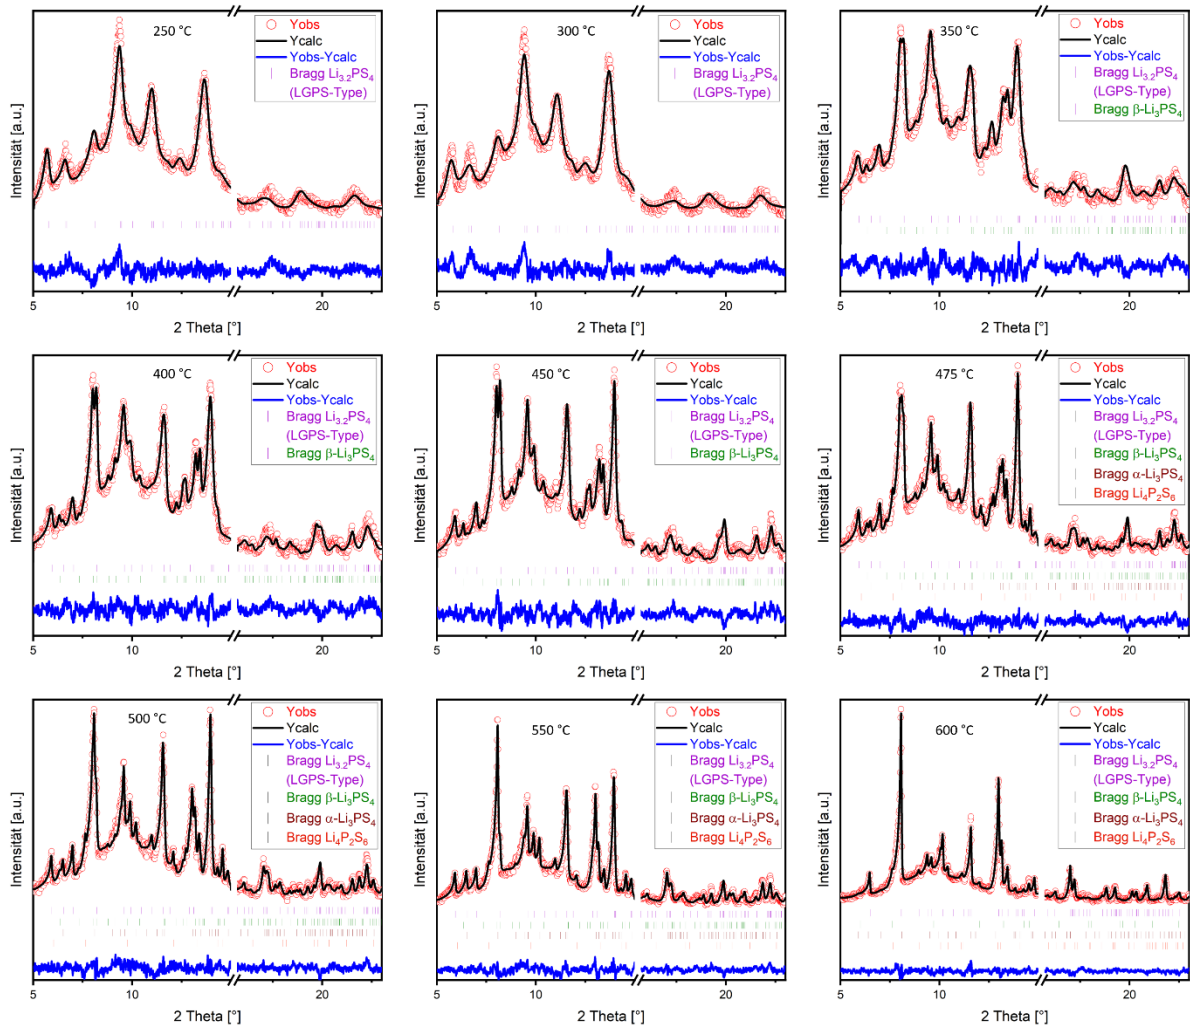 250 °C
Yobs
Ycalc
Yobs-Ycalc
Bragg Li₃.₂PS₄
(LGPS-Type)
Intensität [a.u.]
5
10
20
2 Theta [°]
300 °C
Yobs
Ycalc
Yobs-Ycalc
Bragg Li₃.₂PS₄
(LGPS-Type)
Intensität [a.u.]
5
10
20
2 Theta [°]
350 °C
Yobs
Ycalc
Yobs-Ycalc
Bragg Li₃.₂PS₄
(LGPS-Type)
Bragg β-Li₃PS₄
Intensität [a.u.]
5
10
20
2 Theta [°]
400 °C
Yobs
Ycalc
Yobs-Ycalc
Bragg Li₃.₂PS₄
(LGPS-Type)
Bragg β-Li₃PS₄
Intensität [a.u.]
5
10
20
2 Theta [°]
450 °C
Yobs
Ycalc
Yobs-Ycalc
Bragg Li₃.₂PS₄
(LGPS-Type)
Bragg β-Li₃PS₄
Intensität [a.u.]
5
10
20
2 Theta [°]
475 °C
Yobs
Ycalc
Yobs-Ycalc
Bragg Li₃.₂PS₄
(LGPS-Type)
Bragg β-Li₃PS₄
Bragg α-Li₃PS₄
Bragg Li₄P₂S₆
Intensität [a.u.]
5
10
20
2 Theta [°]
500 °C
Yobs
Ycalc
Yobs-Ycalc
Bragg Li₃.₂PS₄
(LGPS-Type)
Bragg β-Li₃PS₄
Bragg α-Li₃PS₄
Bragg Li₄P₂S₆
Intensität [a.u.]
5
10
20
2 Theta [°]
550 °C
Yobs
Ycalc
Yobs-Ycalc
Bragg Li₃.₂PS₄
(LGPS-Type)
Bragg β-Li₃PS₄
Bragg α-Li₃PS₄
Bragg Li₄P₂S₆
Intensität [a.u.]
5
10
20
2 Theta [°]
600 °C
Yobs
Ycalc
Yobs-Ycalc
Bragg Li₃.₂PS₄
(LGPS-Type)
Bragg β-Li₃PS₄
Bragg α-Li₃PS₄
Bragg Li₄P₂S₆
Intensität [a.u.]
5
10
20
2 Theta [°]